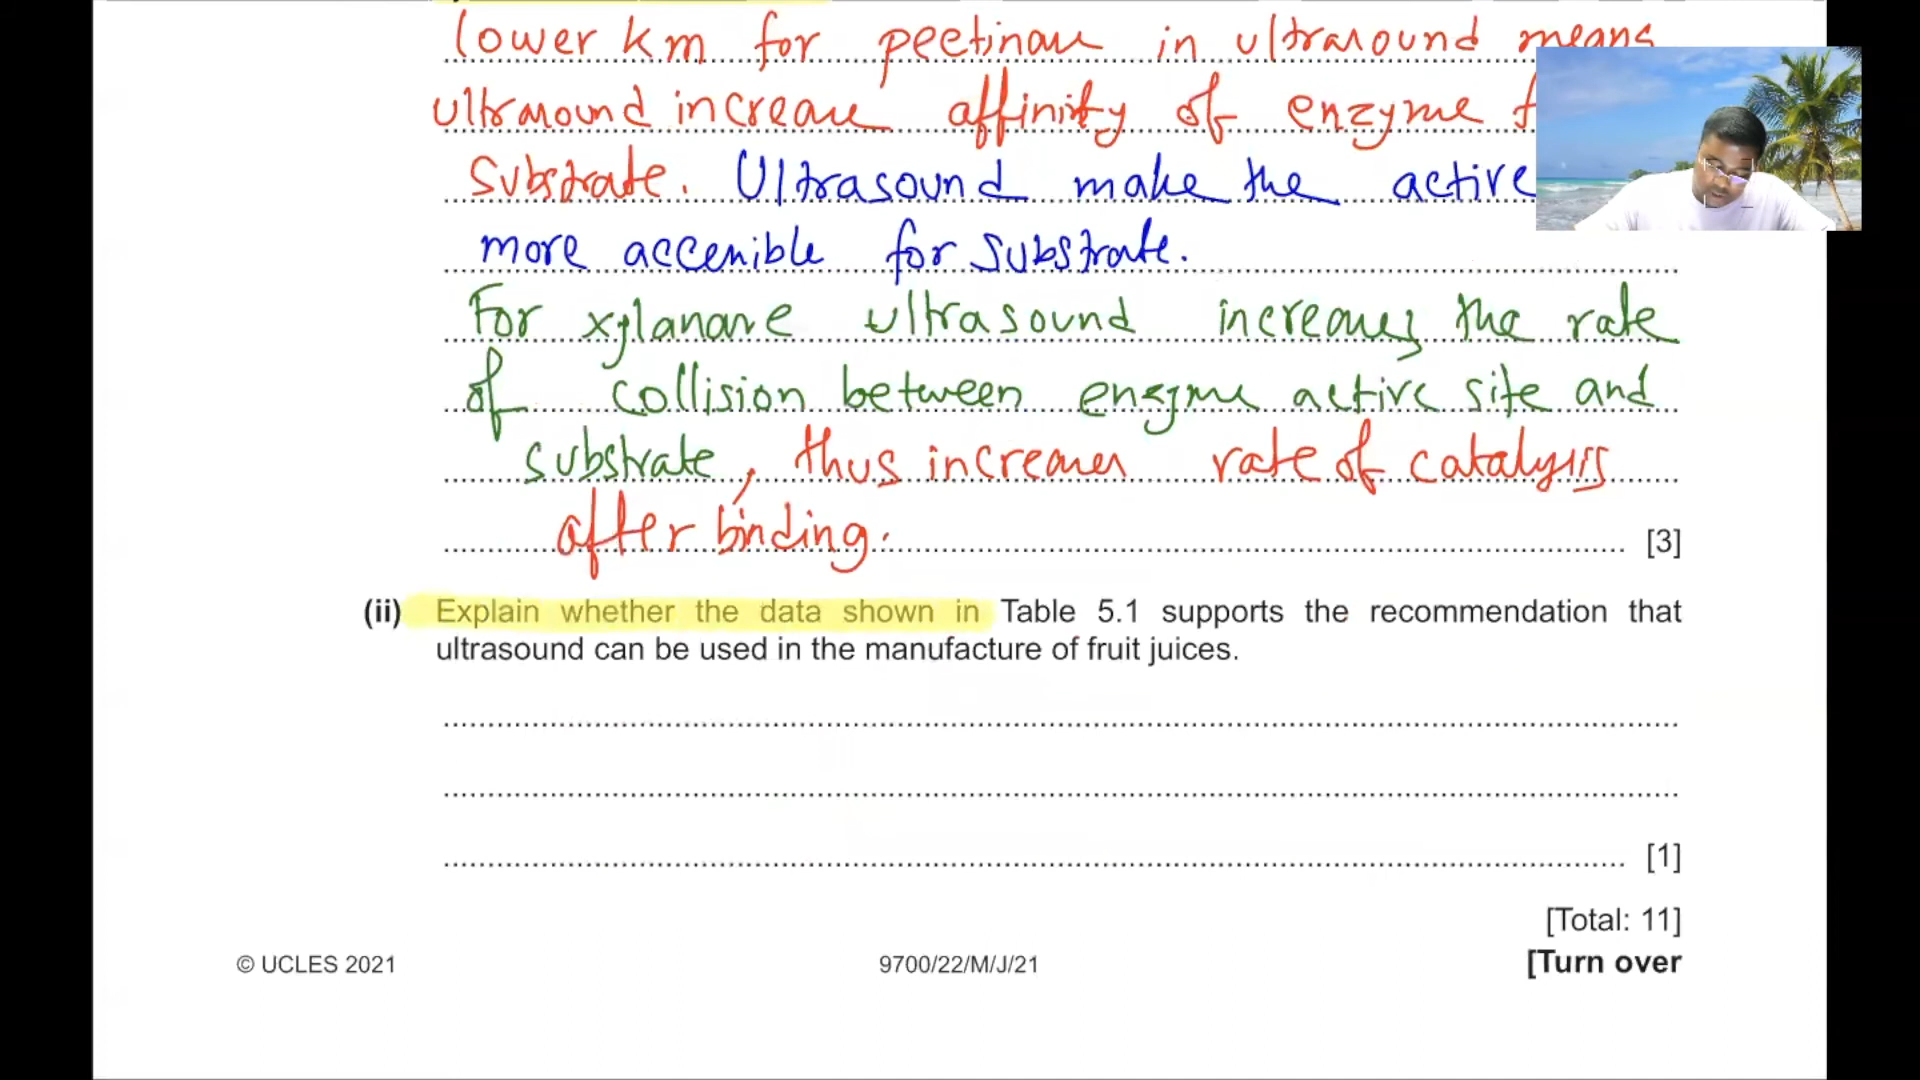 lower km for pectinase in ultrasound means
ultrasound increase affinity of enzyme f
substrate. Ultrasound make the active
more accessible for substrate.
For xylanase ultrasound increases the rate
of collision between enzyme active site and
substrate, thus increases rate of catalysis
after binding. [3]
(ii) Explain whether the data shown in Table 5.1 supports the recommendation that
ultrasound can be used in the manufacture of fruit juices.
[1]
[Total: 11]
© UCLES 2021 9700/22/M/J/21 [Turn over